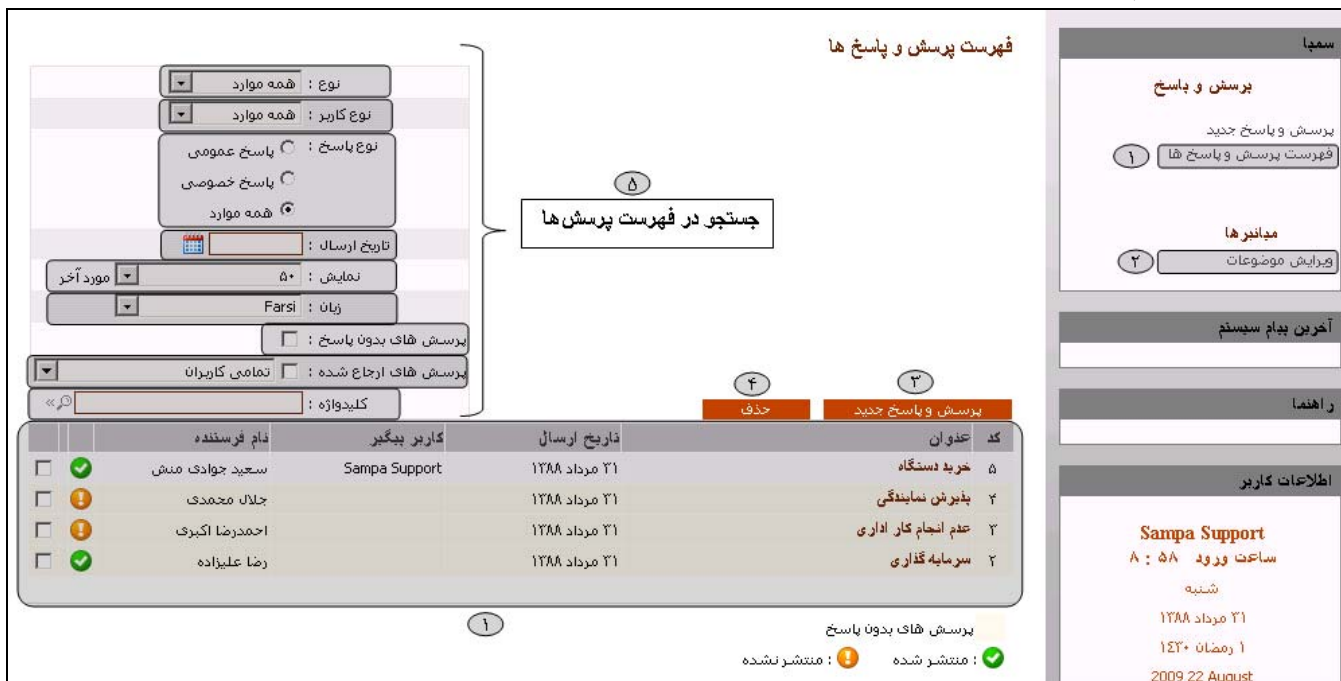 سمپا
پرسش و پاسخ
پرسش و پاسخ جدید
فهرست پرسش و پاسخ ها ۱
میانبرها
ویرایش موضوعات ۲
آخرین پیام سیستم
راهنما
اطلاعات کاربر
Sampa Support
ساعت ورود ۸ : ۵۸
شنبه
۳۱ مرداد ۱۳۸۸
۱ رمضان ۱٤۳۰
2009 22 August
فهرست پرسش و پاسخ ها
نوع : همه موارد
نوع کاربر : همه موارد
نوع پاسخ : پاسخ عمومی
پاسخ خصوصی
همه موارد
تاریخ ارسال :
نمایش : ۵۰ مورد آخر
زبان : Farsi
پرسش های بدون پاسخ :
پرسش های ارجاع شده : تمامی کاربران
کلیدواژه : »
۵
جستجو در فهرست پرسش‌ها
۳ ۴
پرسش و پاسخ جدید حذف
کد عنوان تاریخ ارسال کاربر پیگیر نام فرستنده
۵ خرید دستگاه ۳۱ مرداد ۱۳۸۸ Sampa Support سعید جوادی منش
۴ پذیرش نمایندگی ۳۱ مرداد ۱۳۸۸ جلال محمدی
۳ عدم انجام کار اداری ۳۱ مرداد ۱۳۸۸ احمدرضا اکبری
۲ سرمایه گذاری ۳۱ مرداد ۱۳۸۸ رضا علیزاده
۱
پرسش های بدون پاسخ
: منتشر شده : منتشر نشده